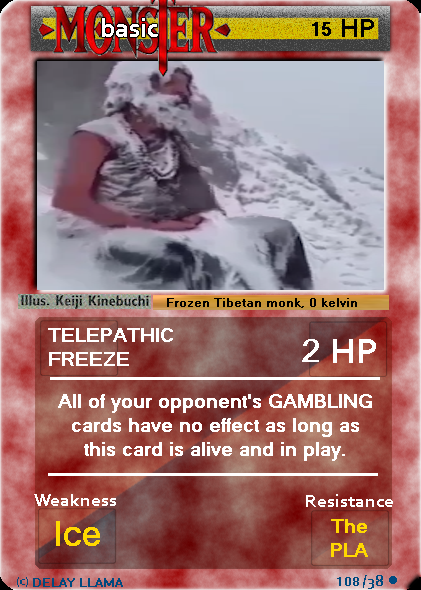 MONSTER
basic
15 HP
Illus. Keiji Kinebuchi
Frozen Tibetan monk, 0 kelvin
TELEPATHIC
FREEZE
2 HP
All of your opponent's GAMBLING
cards have no effect as long as
this card is alive and in play.
Weakness
Resistance
Ice
The
PLA
(c) DELAY LLAMA
108/38